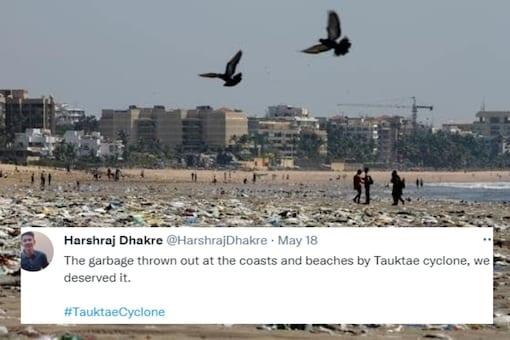 Harshraj Dhakre @HarshrajDhakre · May 18
The garbage thrown out at the coasts and beaches by Tauktae cyclone, we
deserved it.
#TauktaeCyclone